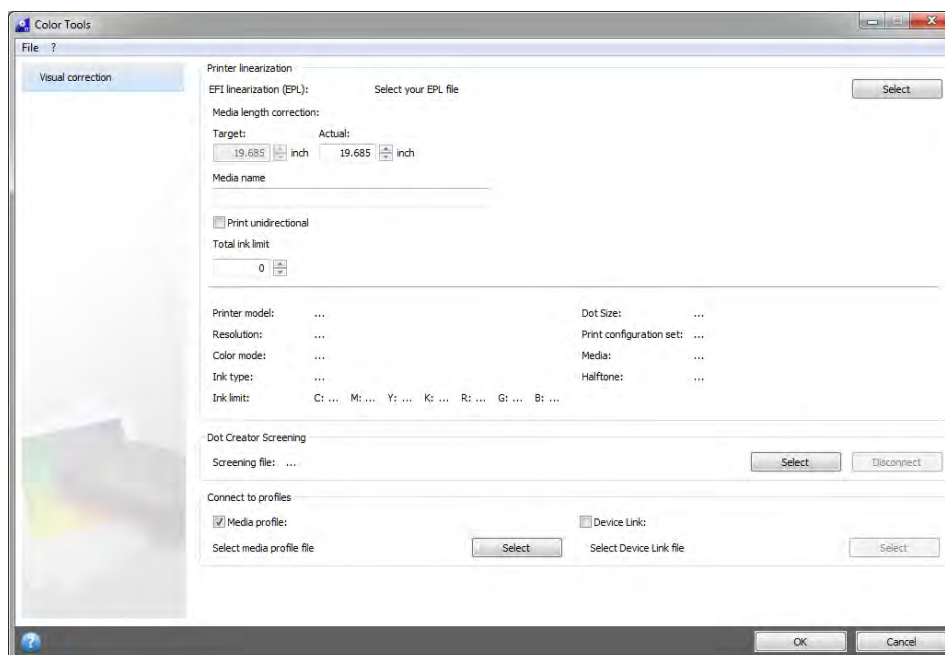 Color Tools
File ?
Visual correction
Printer linearization
EFI linearization (EPL): Select your EPL file Select
Media length correction:
Target: Actual:
19.685 inch 19.685 inch
Media name
Print unidirectional
Total ink limit
0
Printer model: ... Dot Size: ...
Resolution: ... Print configuration set: ...
Color mode: ... Media: ...
Ink type: ... Halftone: ...
Ink limit: C: ... M: ... Y: ... K: ... R: ... G: ... B: ...
Dot Creator Screening
Screening file: ... Select Disconnect
Connect to profiles
Media profile: Device Link:
Select media profile file Select Select Device Link file Select
? OK Cancel